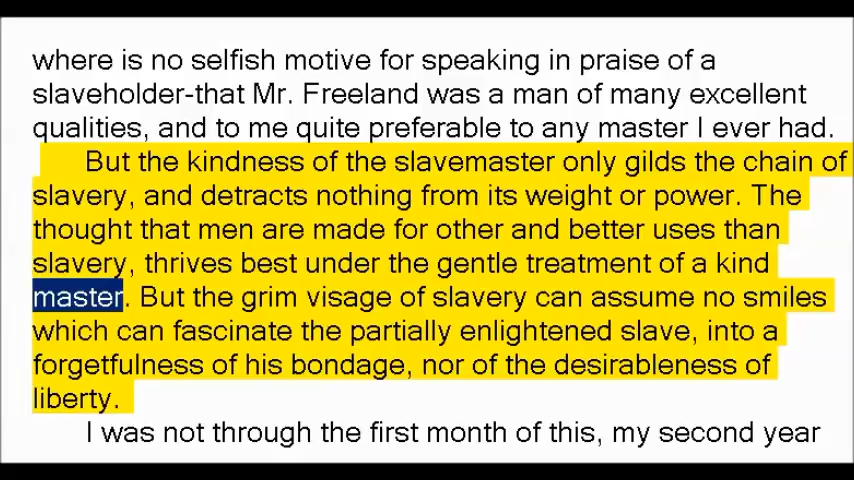 where is no selfish motive for speaking in praise of a
slaveholder-that Mr. Freeland was a man of many excellent
qualities, and to me quite preferable to any master I ever had.
But the kindness of the slavemaster only gilds the chain of
slavery, and detracts nothing from its weight or power. The
thought that men are made for other and better uses than
slavery, thrives best under the gentle treatment of a kind
master. But the grim visage of slavery can assume no smiles
which can fascinate the partially enlightened slave, into a
forgetfulness of his bondage, nor of the desirableness of
liberty.
I was not through the first month of this, my second year